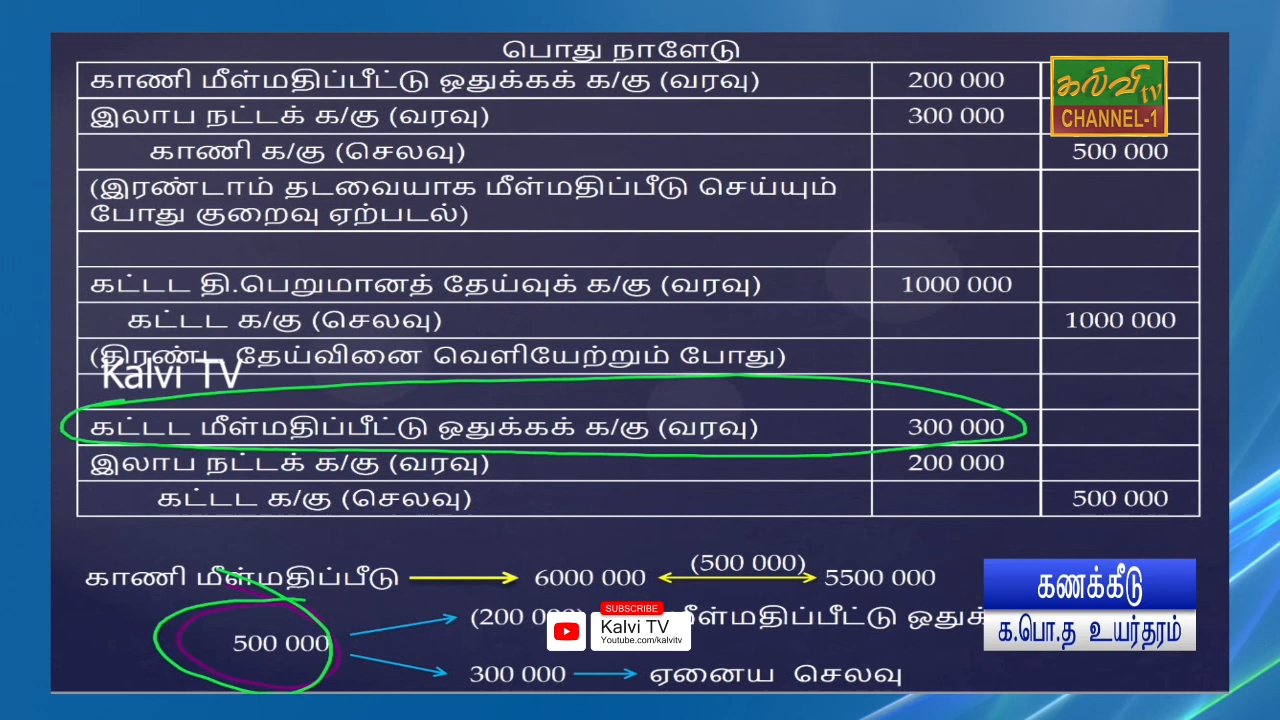 பொது நாளேடு
காணி மீள்மதிப்பீட்டு ஒதுக்கக் க/கு (வரவு) 200 000
இலாப நட்டக் க/கு (வரவு) 300 000
காணி க/கு (செலவு) 500 000
(இரண்டாம் தடவையாக மீள்மதிப்பீடு செய்யும்
போது குறைவு ஏற்படல்)
கட்டட தி.பெறுமானத் தேய்வுக் க/கு (வரவு) 1000 000
கட்டட க/கு (செலவு) 1000 000
(திரண்ட தேய்வினை வெளியேற்றும் போது)
Kalvi TV
கட்டட மீள்மதிப்பீட்டு ஒதுக்கக் க/கு (வரவு) 300 000
இலாப நட்டக் க/கு (வரவு) 200 000
கட்டட க/கு (செலவு) 500 000
காணி மீள்மதிப்பீடு 6000 000 (500 000) 5500 000
(200 000) மீள்மதிப்பீட்டு
500 000
300 000 ஏனைய செலவு
கல்வி tv
CHANNEL-1
SUBSCRIBE
Kalvi TV
Youtube.com/kalvitv
கணக்கீடு
க.பொ.த உயர்தரம்